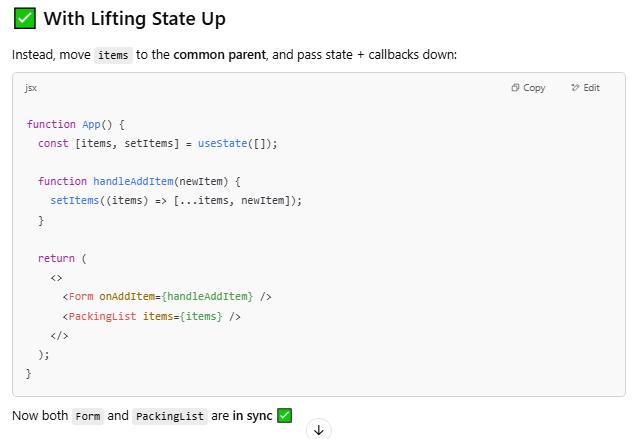 ✅ With Lifting State Up
Instead, move items to the common parent, and pass state + callbacks down:
jsx Copy Edit
function App() {
  const [items, setItems] = useState([]);
  function handleAddItem(newItem) {
    setItems((items) => [...items, newItem]);
  }
  return (
    <>
      <Form onAddItem={handleAddItem} />
      <PackingList items={items} />
    </>
  );
}
Now both Form and PackingList are in sync ✅